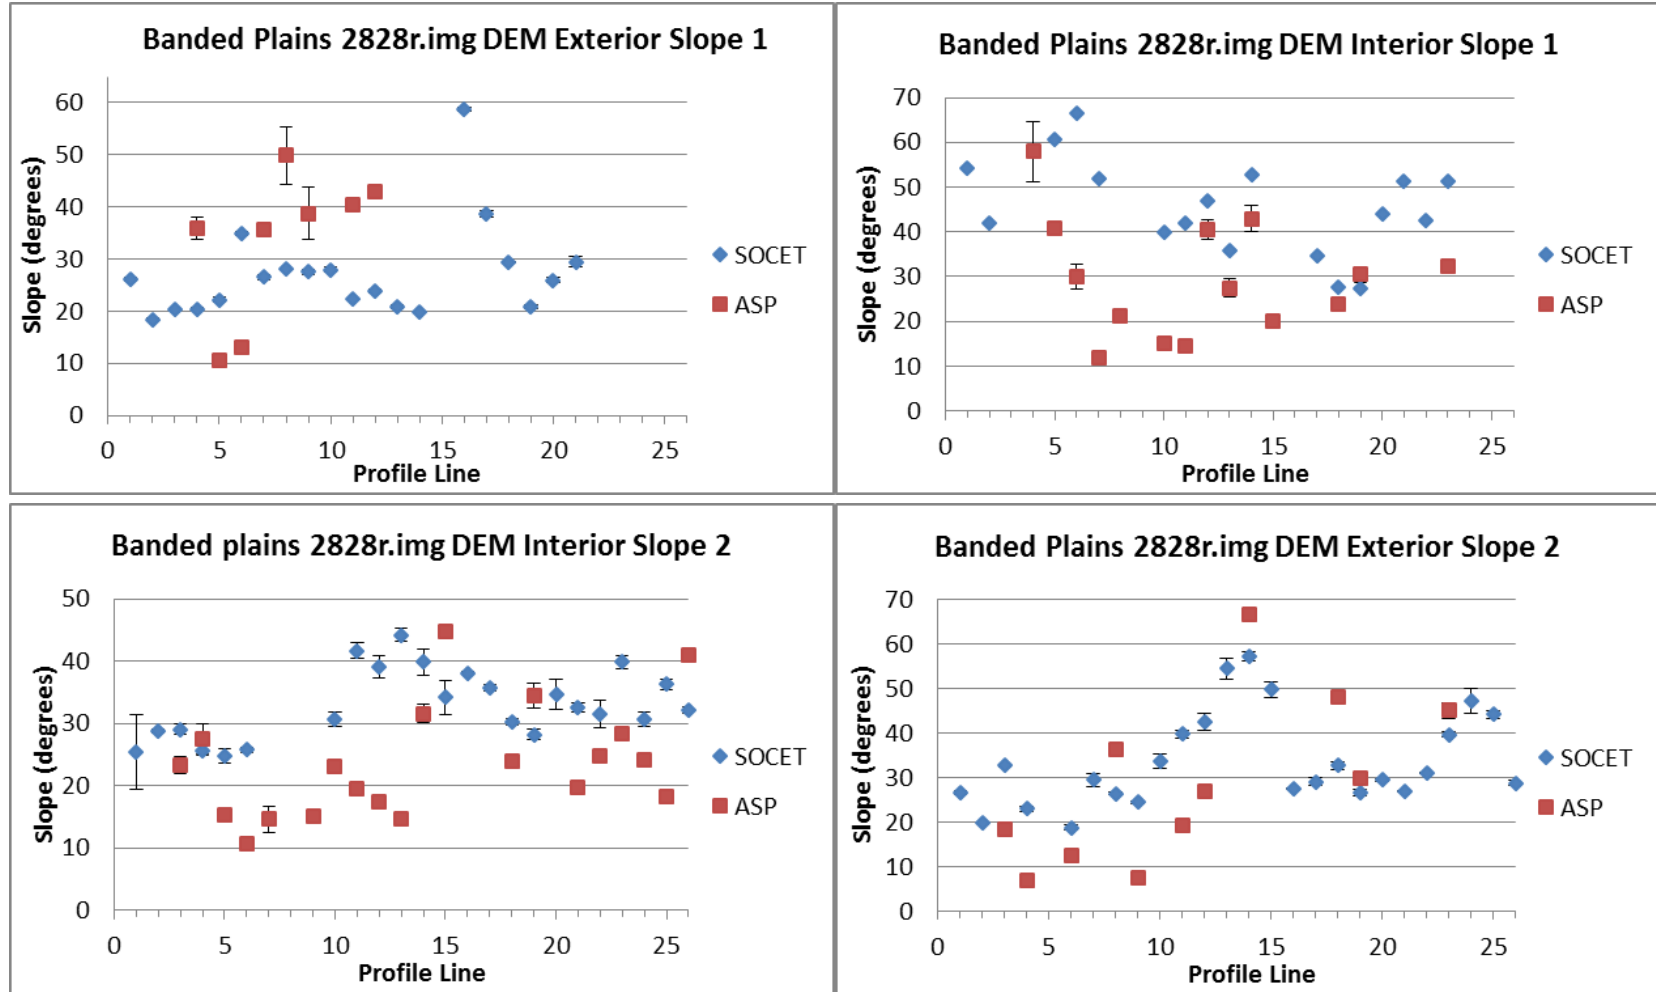 Banded Plains 2828r.img DEM Exterior Slope 1
60
50
40
30
20
10
0
Slope (degrees)
0 5 10 15 20 25
Profile Line
SOCET
ASP
Banded Plains 2828r.img DEM Interior Slope 1
70
60
50
40
30
20
10
0
Slope (degrees)
0 5 10 15 20 25
Profile Line
SOCET
ASP
Banded plains 2828r.img DEM Interior Slope 2
50
40
30
20
10
0
Slope (degrees)
0 5 10 15 20 25
Profile Line
SOCET
ASP
Banded Plains 2828r.img DEM Exterior Slope 2
70
60
50
40
30
20
10
0
Slope (degrees)
0 5 10 15 20 25
Profile Line
SOCET
ASP